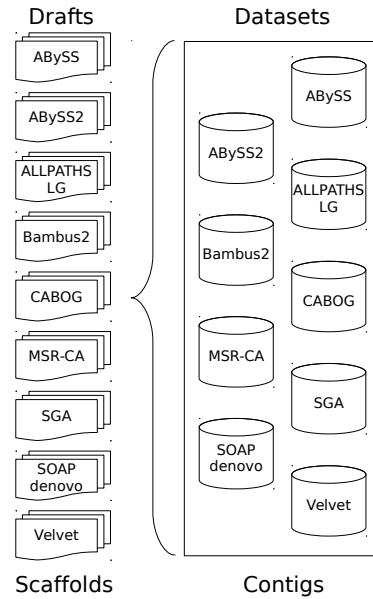 Drafts
ABySS
ABySS2
ALLPATHS
LG
Bambus2
CABOG
MSR-CA
SGA
SOAP
denovo
Velvet
Scaffolds
Datasets
ABySS
ABySS2
ALLPATHS
LG
Bambus2
CABOG
MSR-CA
SGA
SOAP
denovo
Velvet
Contigs